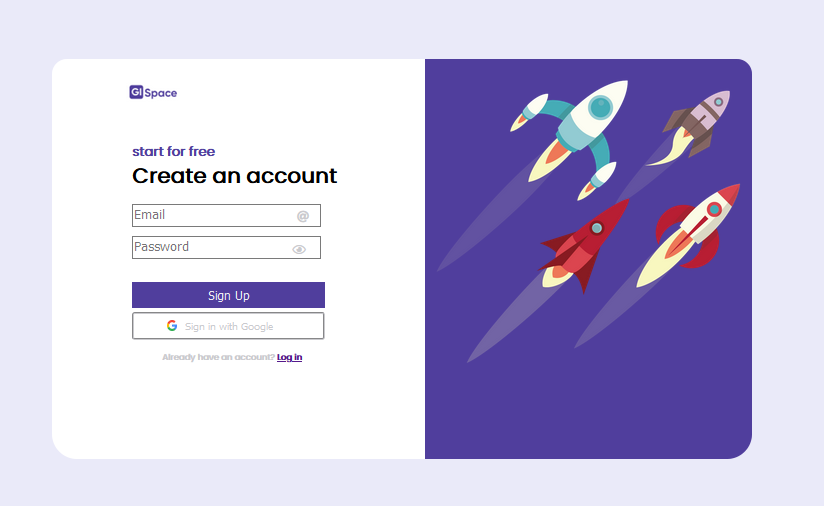 GI Space
start for free
Create an account
Email @
Password
Sign Up
Sign in with Google
Already have an account? Log in